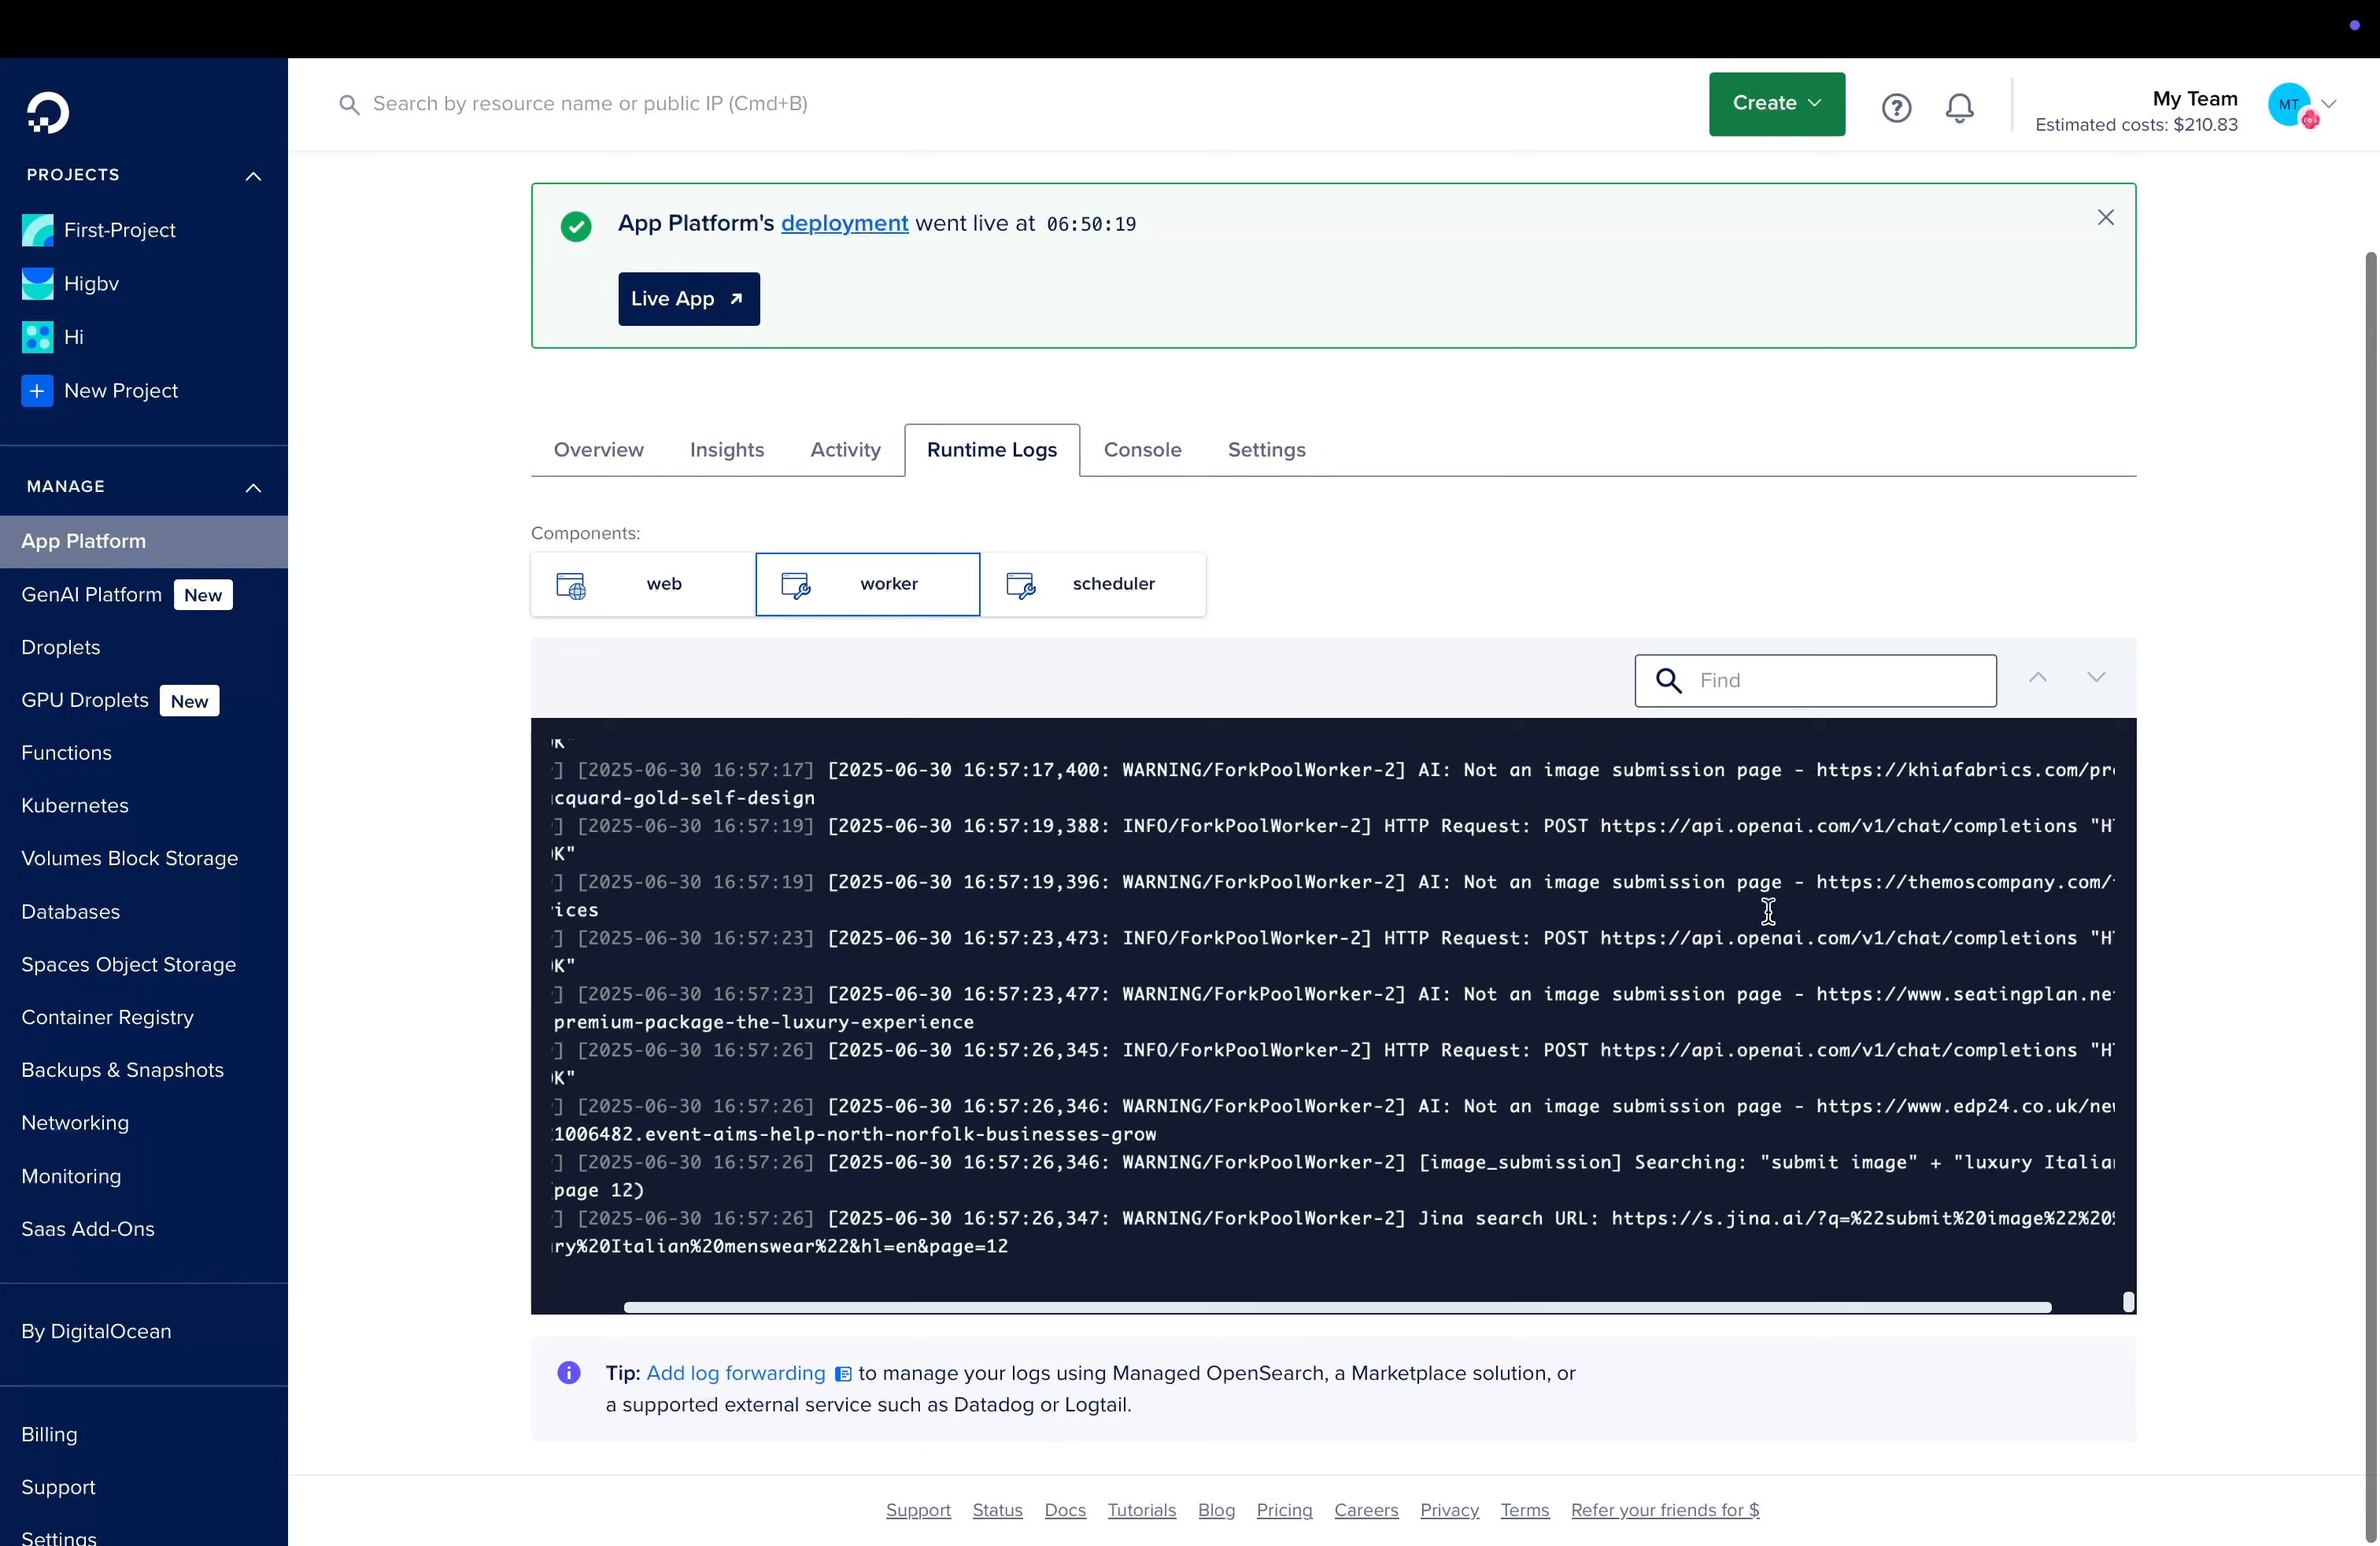 Search by resource name or public IP (Cmd+B)
Create
My Team
Estimated costs: $210.83
MT
PROJECTS
First-Project
Higbv
Hi
New Project
MANAGE
App Platform
GenAI Platform New
Droplets
GPU Droplets New
Functions
Kubernetes
Volumes Block Storage
Databases
Spaces Object Storage
Container Registry
Backups & Snapshots
Networking
Monitoring
Saas Add-Ons
By DigitalOcean
Billing
Support
Settings
App Platform's deployment went live at 06:50:19
Live App
Overview Insights Activity Runtime Logs Console Settings
Components:
web worker scheduler
Find
K"
] [2025-06-30 16:57:17] [2025-06-30 16:57:17,400: WARNING/ForkPoolWorker-2] AI: Not an image submission page - https://khiafabrics.com/pr
cquard-gold-self-design
] [2025-06-30 16:57:19] [2025-06-30 16:57:19,388: INFO/ForkPoolWorker-2] HTTP Request: POST https://api.openai.com/v1/chat/completions "H
K"
] [2025-06-30 16:57:19] [2025-06-30 16:57:19,396: WARNING/ForkPoolWorker-2] AI: Not an image submission page - https://themoscompany.com/
ices
] [2025-06-30 16:57:23] [2025-06-30 16:57:23,473: INFO/ForkPoolWorker-2] HTTP Request: POST https://api.openai.com/v1/chat/completions "H
K"
] [2025-06-30 16:57:23] [2025-06-30 16:57:23,477: WARNING/ForkPoolWorker-2] AI: Not an image submission page - https://www.seatingplan.ne
premium-package-the-luxury-experience
] [2025-06-30 16:57:26] [2025-06-30 16:57:26,345: INFO/ForkPoolWorker-2] HTTP Request: POST https://api.openai.com/v1/chat/completions "H
K"
] [2025-06-30 16:57:26] [2025-06-30 16:57:26,346: WARNING/ForkPoolWorker-2] AI: Not an image submission page - https://www.edp24.co.uk/ne
1006482.event-aims-help-north-norfolk-businesses-grow
] [2025-06-30 16:57:26] [2025-06-30 16:57:26,346: WARNING/ForkPoolWorker-2] [image_submission] Searching: "submit image" + "luxury Italia
page 12)
] [2025-06-30 16:57:26] [2025-06-30 16:57:26,347: WARNING/ForkPoolWorker-2] Jina search URL: https://s.jina.ai/?q=%22submit%20image%22%20
ry%20Italian%20menswear%22&hl=en&page=12
Tip: Add log forwarding to manage your logs using Managed OpenSearch, a Marketplace solution, or
a supported external service such as Datadog or Logtail.
Support Status Docs Tutorials Blog Pricing Careers Privacy Terms Refer your friends for $